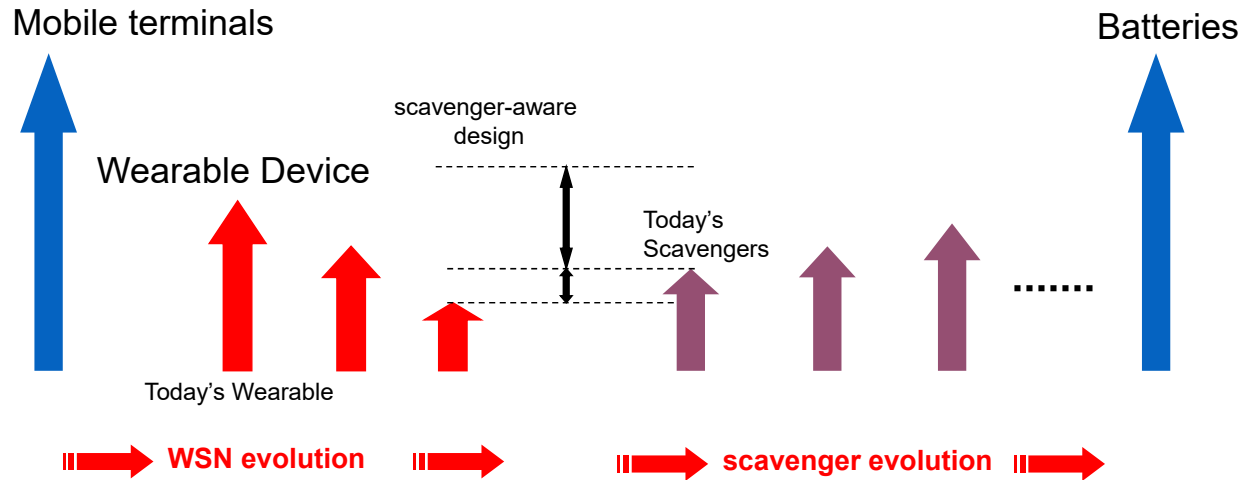 Mobile terminals
Batteries
scavenger-aware
design
Wearable Device
Today’s
Scavengers
Today’s Wearable
WSN evolution
scavenger evolution